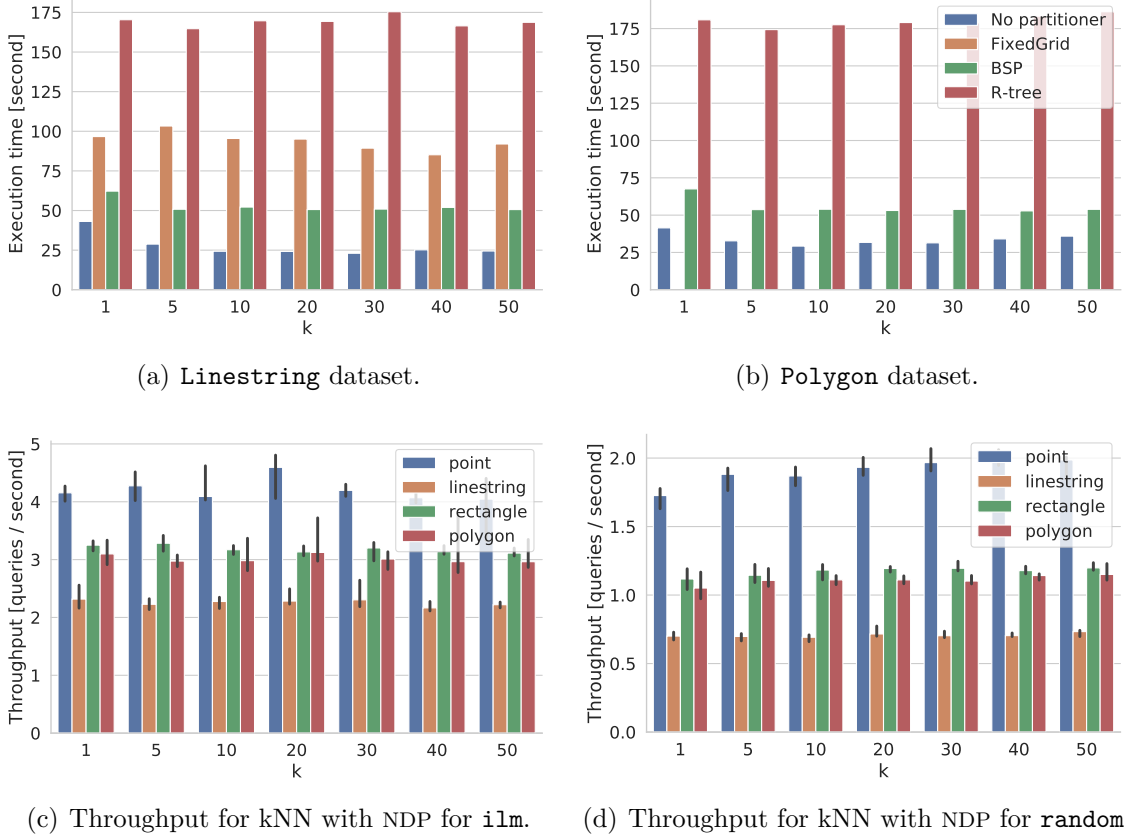 175
150
125
100
75
50
25
0
Execution time [second]
1 5 10 20 30 40 50
k
(a) Linestring dataset.
175
150
125
100
75
50
25
0
Execution time [second]
No partitioner
FixedGrid
BSP
R-tree
1 5 10 20 30 40 50
k
(b) Polygon dataset.
5
4
3
2
1
0
Throughput [queries / second]
point
linestring
rectangle
polygon
1 5 10 20 30 40 50
k
(c) Throughput for kNN with NDP for ilm.
2.0
1.5
1.0
0.5
0.0
Throughput [queries / second]
point
linestring
rectangle
polygon
1 5 10 20 30 40 50
k
(d) Throughput for kNN with NDP for random